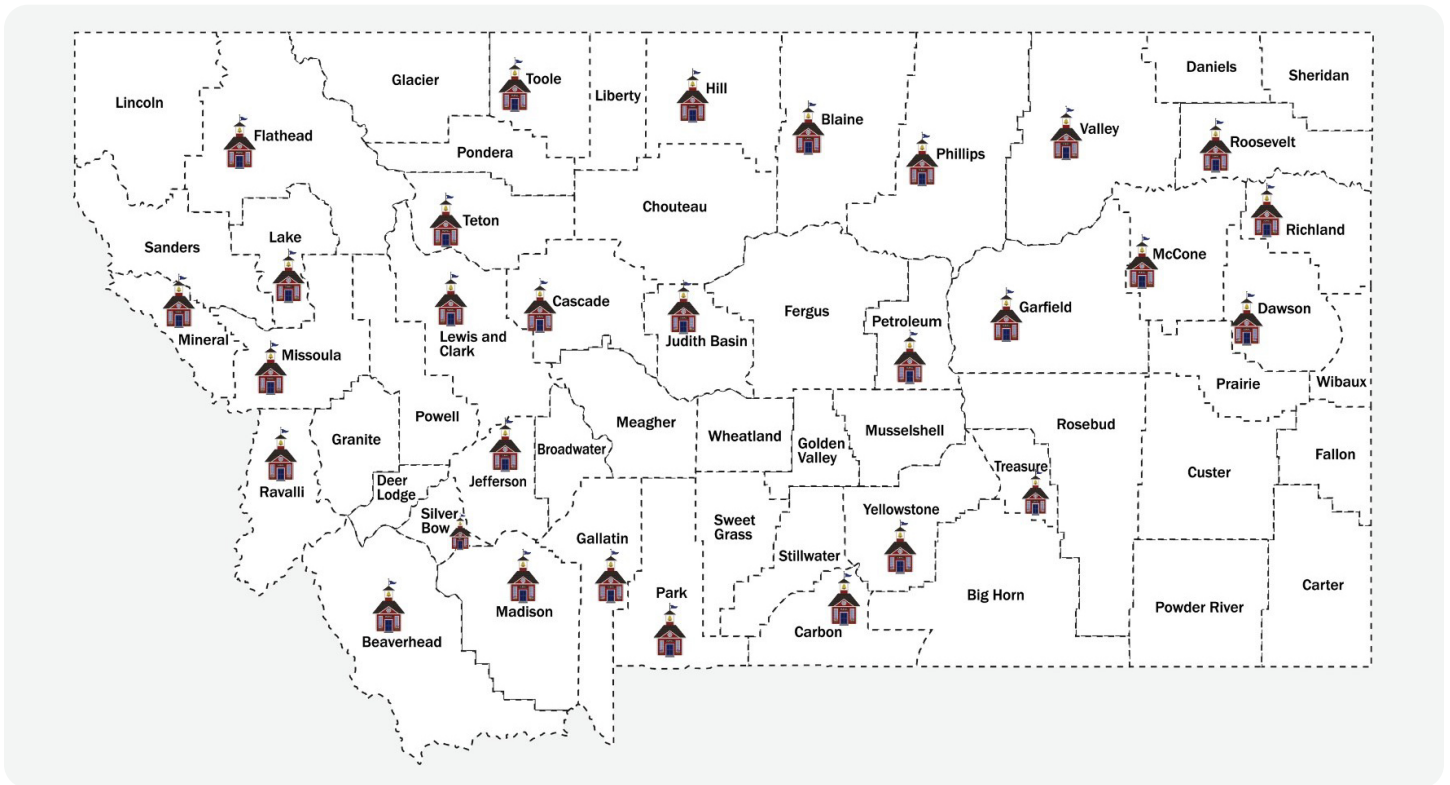 Lincoln
Flathead
Glacier
Toole
Liberty
Hill
Blaine
Phillips
Valley
Daniels
Sheridan
Roosevelt
Pondera
Teton
Chouteau
Richland
Sanders
Lake
McCone
Mineral
Missoula
Lewis and
Clark
Cascade
Judith Basin
Fergus
Petroleum
Garfield
Dawson
Prairie
Wibaux
Powell
Granite
Meagher
Broadwater
Wheatland
Golden
Valley
Musselshell
Rosebud
Treasure
Custer
Fallon
Ravalli
Deer
Lodge
Jefferson
Silver
Bow
Gallatin
Sweet
Grass
Stillwater
Yellowstone
Big Horn
Powder River
Carter
Beaverhead
Madison
Park
Carbon